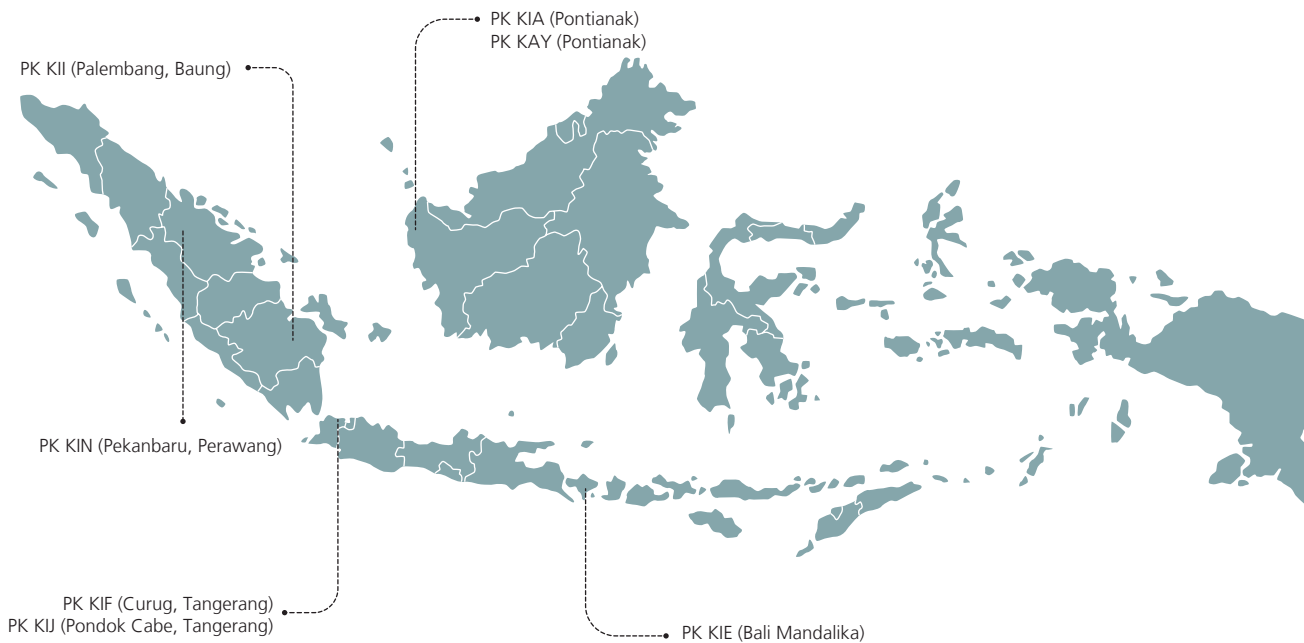 PK KIA (Pontianak)
PK KAY (Pontianak)
PK KII (Palembang, Baung)
PK KIN (Pekanbaru, Perawang)
PK KIF (Curug, Tangerang)
PK KIJ (Pondok Cabe, Tangerang)
PK KIE (Bali Mandalika)